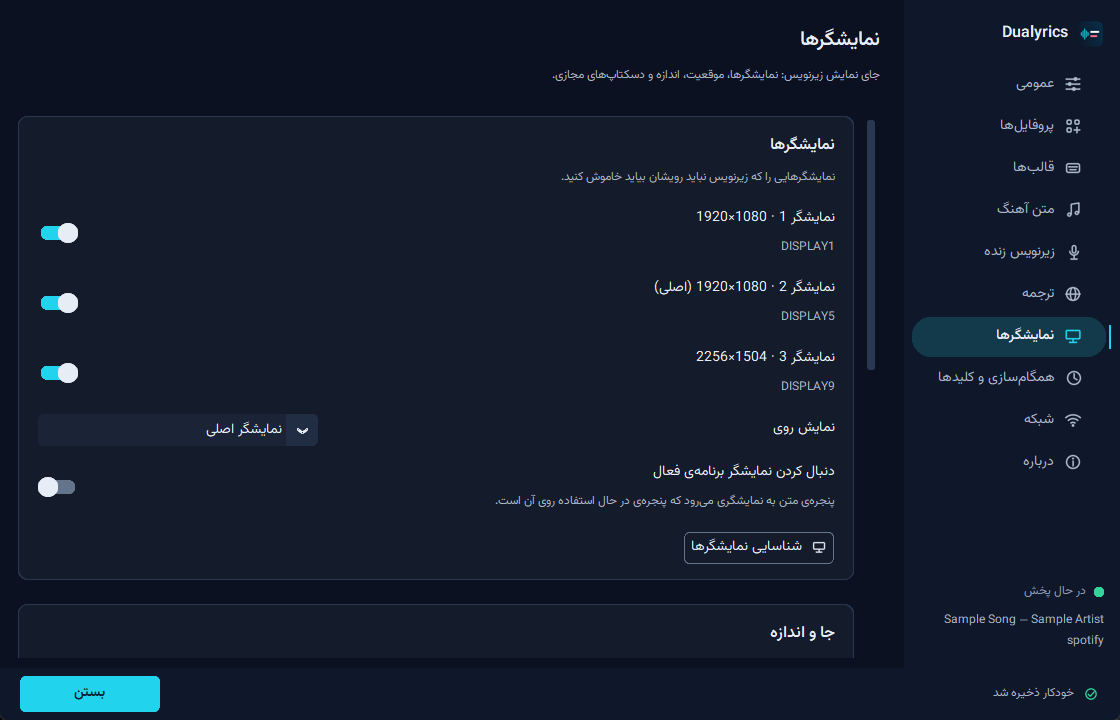 Dualyrics
عمومی
پروفایل‌ها
قالب‌ها
متن آهنگ
زیرنویس زنده
ترجمه
نمایشگرها
همگام‌سازی و کلیدها
شبکه
درباره
در حال پخش
Sample Song — Sample Artist
spotify
خودکار ذخیره شد
نمایشگرها
جای نمایش زیرنویس: نمایشگرها، موقعیت، اندازه و دسکتاپ‌های مجازی.
نمایشگرها
نمایشگرهایی را که زیرنویس نباید رویشان بیاید خاموش کنید.
نمایشگر 1 · 1080×1920
DISPLAY1
نمایشگر 2 · 1080×1920 (اصلی)
DISPLAY5
نمایشگر 3 · 1504×2256
DISPLAY9
نمایش روی
نمایشگر اصلی
دنبال کردن نمایشگر برنامه‌ی فعال
پنجره‌ی متن به نمایشگری می‌رود که پنجره‌ی در حال استفاده روی آن است.
شناسایی نمایشگرها
جا و اندازه
بستن